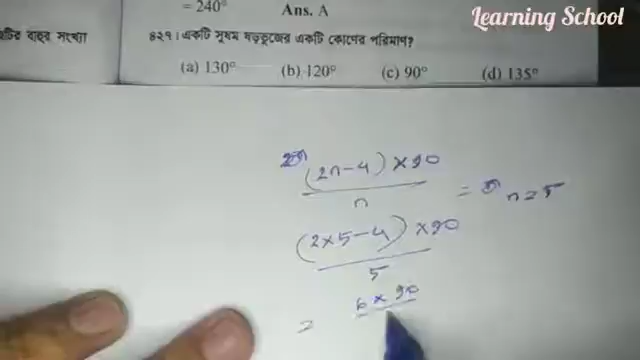 Learning School
= 240°
Ans. A
টির বাহুর সংখ্যা
৪২৭। একটি সুষম ষড়ভুজের একটি কোণের পরিমাণ?
(a) 130° (b) 120° (c) 90° (d) 135°
(2n-4) × 90
n
= n = 5
(2×5-4) × 90
5
= 6 × 90